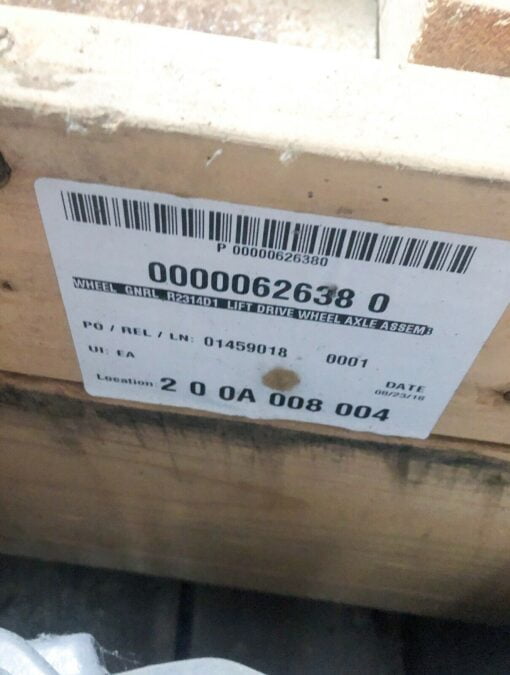 P 00000626380
0000062638 0
WHEEL GNRL R2314D1 LIFT DRIVE WHEEL AXLE ASSEM
PO / REL / LN: 01459018 0001
UI: EA
DATE
Location 2 0 0A 008 004